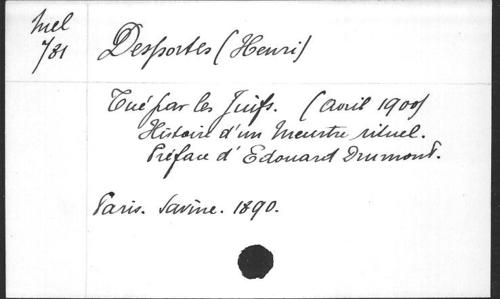 Mel
781
Desportes (Henri)
Tué par les Juifs. (Avril 1900)
Histoire d'un Meurtre rituel.
Préface d'Edouard Drumont.
Paris. Savine. 1890.